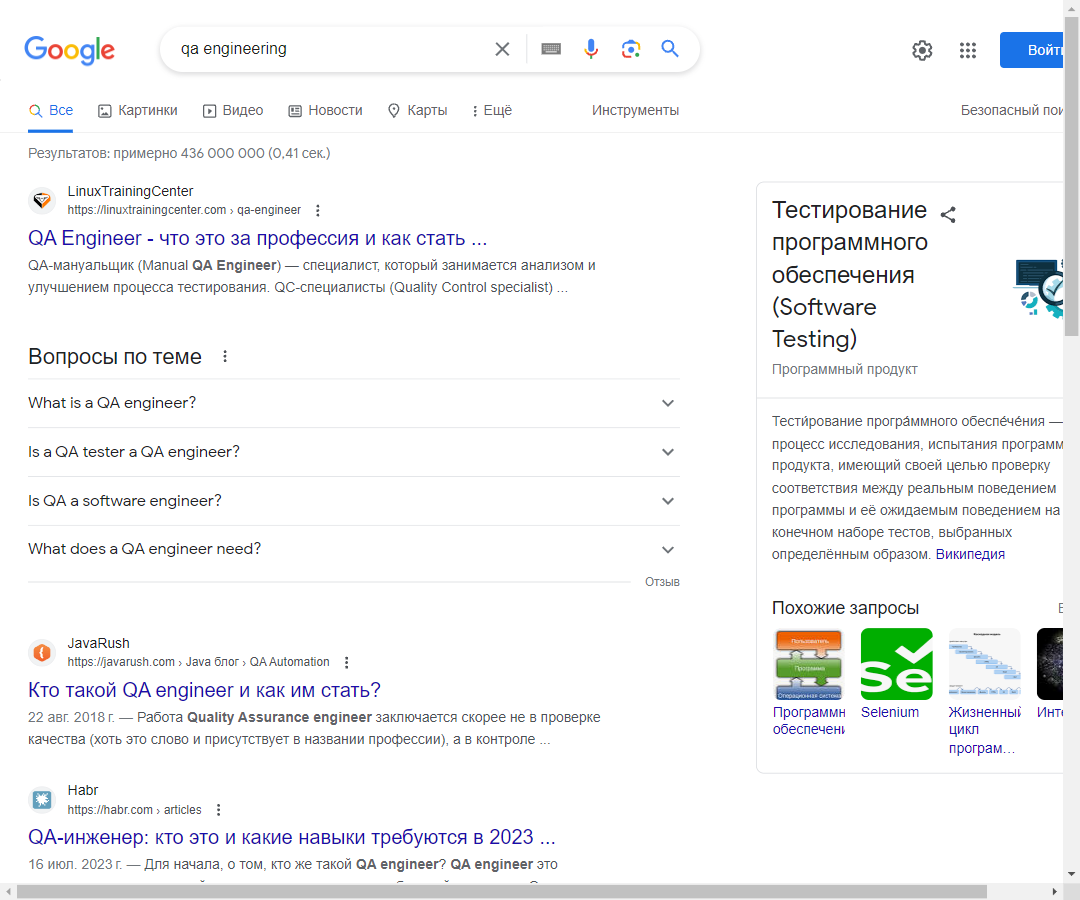 Google
qa engineering
Войти
Все
Картинки
Видео
Новости
Карты
Ещё
Инструменты
Безопасный
Результатов: примерно 436 000 000 (0,41 сек.)
LinuxTrainingCenter
https://linuxtrainingcenter.com › qa-engineer
QA Engineer - что это за профессия и как стать ...
QA-мануальщик (Manual QA Engineer) — специалист, который занимается анализом и
улучшением процесса тестирования. QC-специалисты (Quality Control specialist) ...
Вопросы по теме
What is a QA engineer?
Is a QA tester a QA engineer?
Is QA a software engineer?
What does a QA engineer need?
Отзыв
JavaRush
https://javarush.com › Java блог › QA Automation
Кто такой QA engineer и как им стать?
22 авг. 2018 г. — Работа Quality Assurance engineer заключается скорее не в проверке
качества (хоть это слово и присутствует в названии профессии), а в контроле ...
Habr
https://habr.com › articles
QA-инженер: кто это и какие навыки требуются в 2023 ...
16 июл. 2023 г. — Для начала, о том, кто же такой QA engineer? QA engineer это
Тестирование
программного
обеспечения
(Software
Testing)
Программный продукт
Тести́рование програ́ммного обеспе́че́ния —
процесс исследования, испытания программ
продукта, имеющий своей целью проверку
соответствия между реальным поведением
программы и её ожидаемым поведением на
конечном наборе тестов, выбранных
определённым образом. Википедия
Похожие запросы
Пользователь
Программа
Операционная система
Se
Программн
обеспечени
Selenium
Жизненный
цикл
програм...
Инте